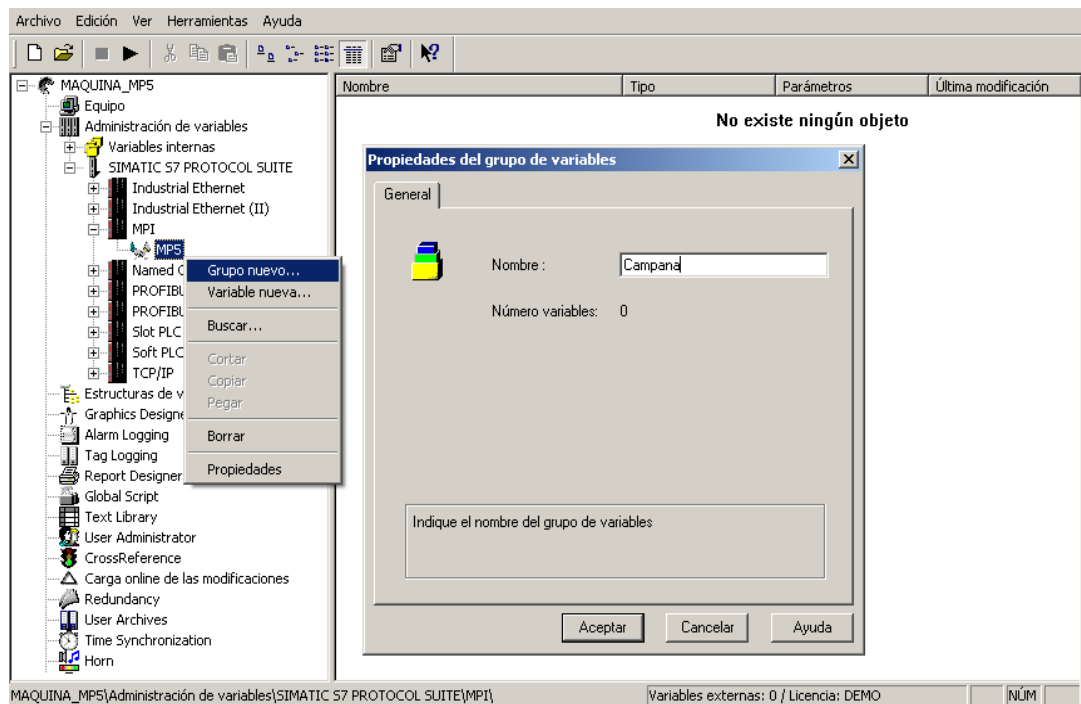 Archivo Edición Ver Herramientas Ayuda
Nombre Tipo Parámetros Última modificación
No existe ningún objeto
MAQUINA_MP5
Equipo
Administración de variables
Variables internas
SIMATIC S7 PROTOCOL SUITE
Industrial Ethernet
Industrial Ethernet (II)
MPI
MP5
Named C
PROFIBU
PROFIBU
Slot PLC
Soft PLC
TCP/IP
Estructuras de v
Graphics Designe
Alarm Logging
Tag Logging
Report Designer
Global Script
Text Library
User Administrator
CrossReference
Carga online de las modificaciones
Redundancy
User Archives
Time Synchronization
Horn
Grupo nuevo...
Variable nueva...
Buscar...
Cortar
Copiar
Pegar
Borrar
Propiedades
Propiedades del grupo de variables
General
Nombre : Campana
Número variables: 0
Indique el nombre del grupo de variables
Aceptar Cancelar Ayuda
MAQUINA_MP5\Administración de variables\SIMATIC S7 PROTOCOL SUITE\MPI\ Variables externas: 0 / Licencia: DEMO NÚM